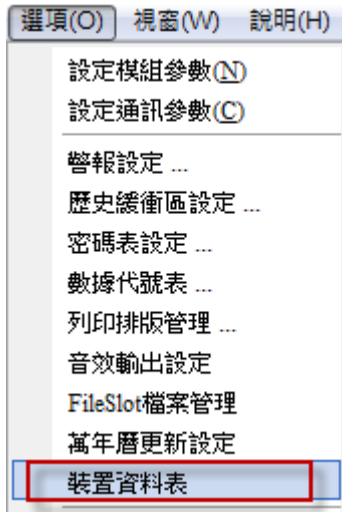 選項(O) 視窗(W) 說明(H)
設定模組參數(N)
設定通訊參數(C)
警報設定 ...
歷史緩衝區設定 ...
密碼表設定 ...
數據代號表 ...
列印排版管理 ...
音效輸出設定
FileSlot檔案管理
萬年曆更新設定
裝置資料表